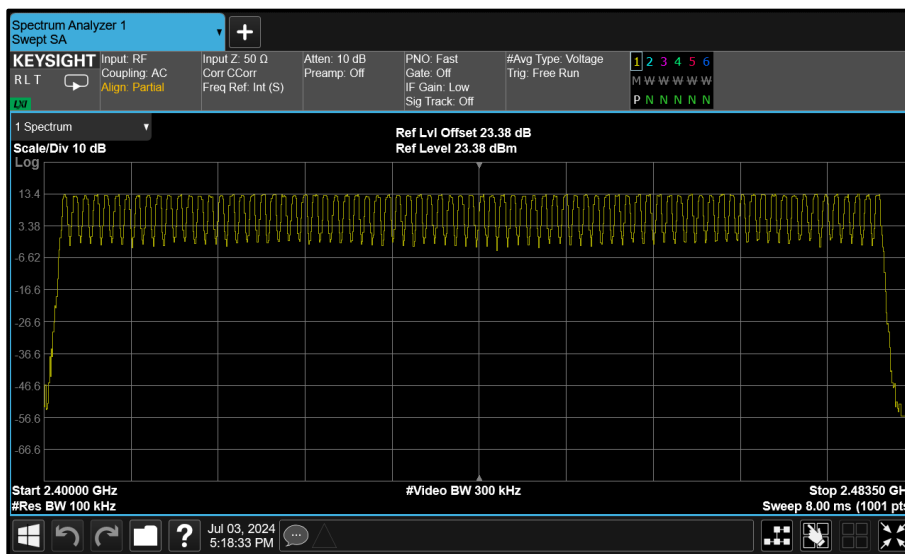 Spectrum Analyzer 1
Swept SA
+
KEYSIGHT
R L T
LXI
Input: RF
Coupling: AC
Align: Partial
Input Z: 50 Ω
Corr CCorr
Freq Ref: Int (S)
Atten: 10 dB
Preamp: Off
PNO: Fast
Gate: Off
IF Gain: Low
Sig Track: Off
#Avg Type: Voltage
Trig: Free Run
1 2 3 4 5 6
M W W W W W
P N N N N N
1 Spectrum
Scale/Div 10 dB
Ref Lvl Offset 23.38 dB
Ref Level 23.38 dBm
Log
13.4
3.38
-6.62
-16.6
-26.6
-36.6
-46.6
-56.6
-66.6
Start 2.40000 GHz
#Res BW 100 kHz
#Video BW 300 kHz
Stop 2.48350 GH
Sweep 8.00 ms (1001 pts
?
Jul 03, 2024
5:18:33 PM